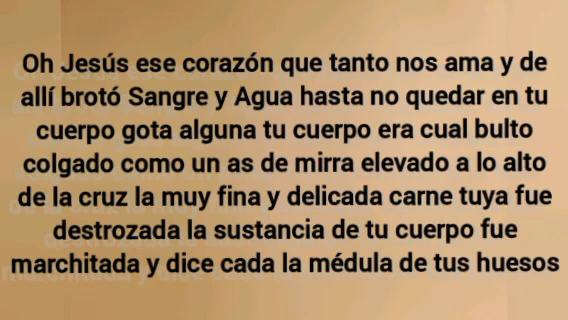 Oh Jesús ese corazón que tanto nos ama y de
allí brotó Sangre y Agua hasta no quedar en tu
cuerpo gota alguna tu cuerpo era cual bulto
colgado como un as de mirra elevado a lo alto
de la cruz la muy fina y delicada carne tuya fue
destrozada la sustancia de tu cuerpo fue
marchitada y dice cada la médula de tus huesos